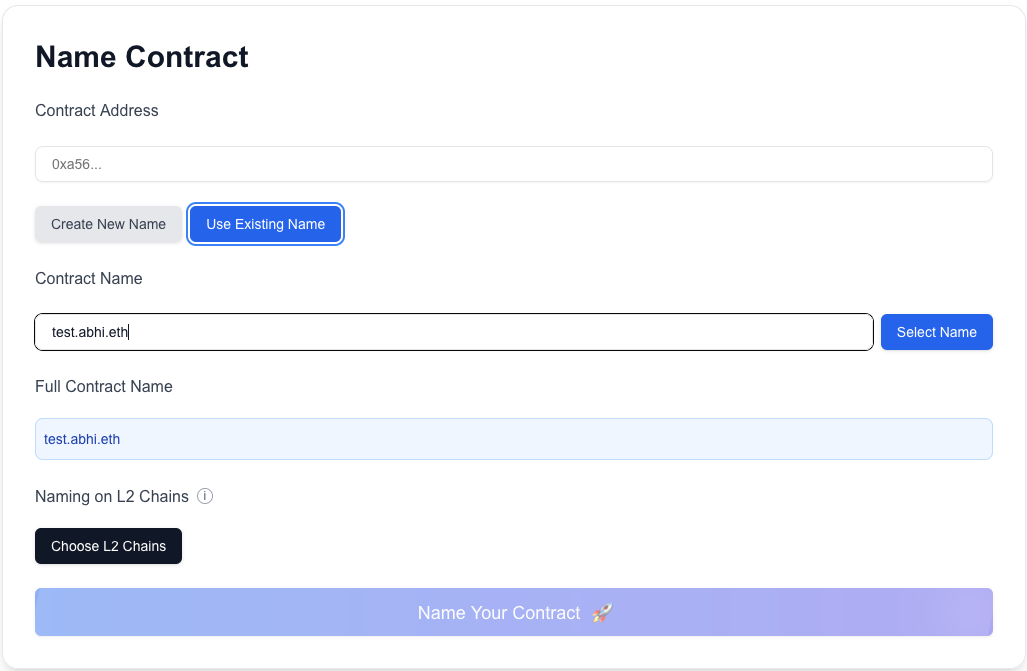 Name Contract
Contract Address
0xa56...
Create New Name Use Existing Name
Contract Name
test.abhi.eth Select Name
Full Contract Name
test.abhi.eth
Naming on L2 Chains ⓘ
Choose L2 Chains
Name Your Contract 🚀